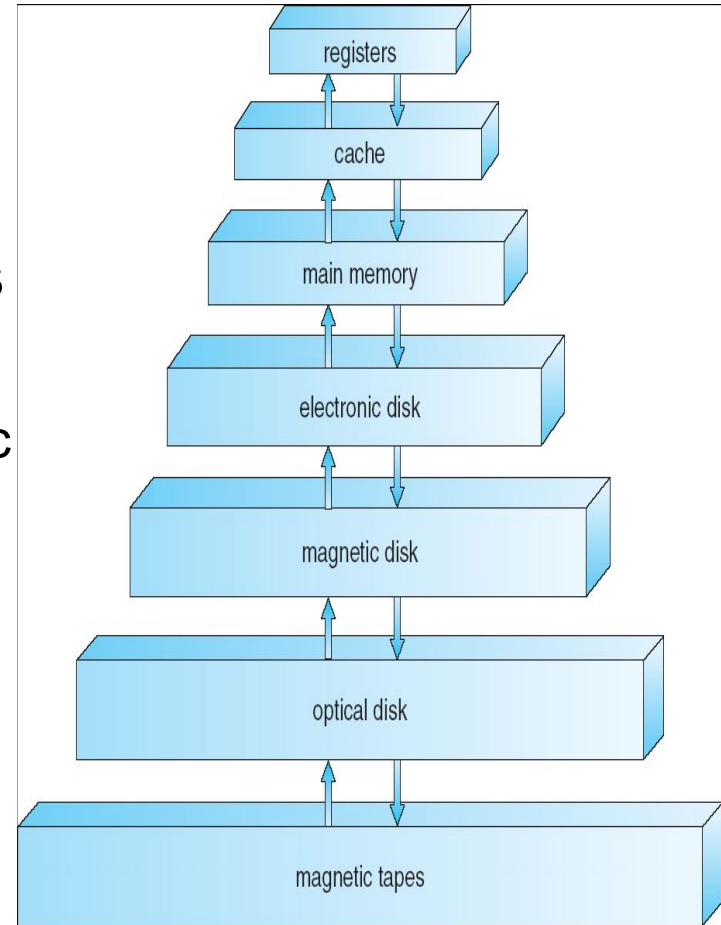 registers
cache
main memory
s
electronic disk
c
magnetic disk
optical disk
magnetic tapes